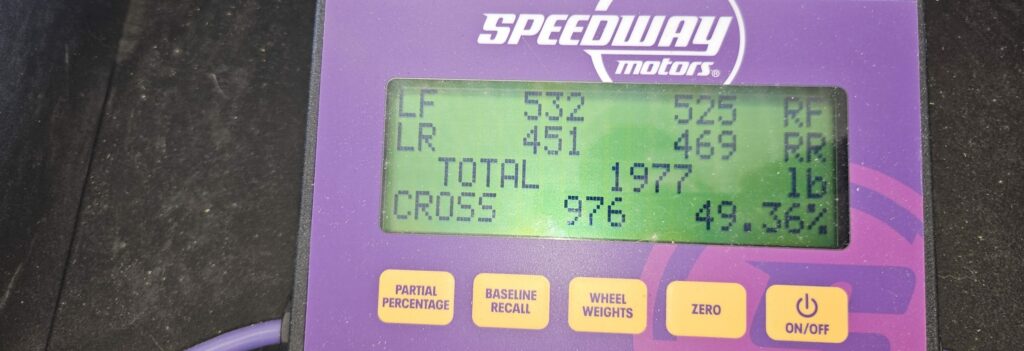 SPEEDWAY
motors®
LF 532 525 RF
LR 451 469 RR
TOTAL 1977 lb
CROSS 976 49.36%
PARTIAL PERCENTAGE
BASELINE RECALL
WHEEL WEIGHTS
ZERO
ON/OFF